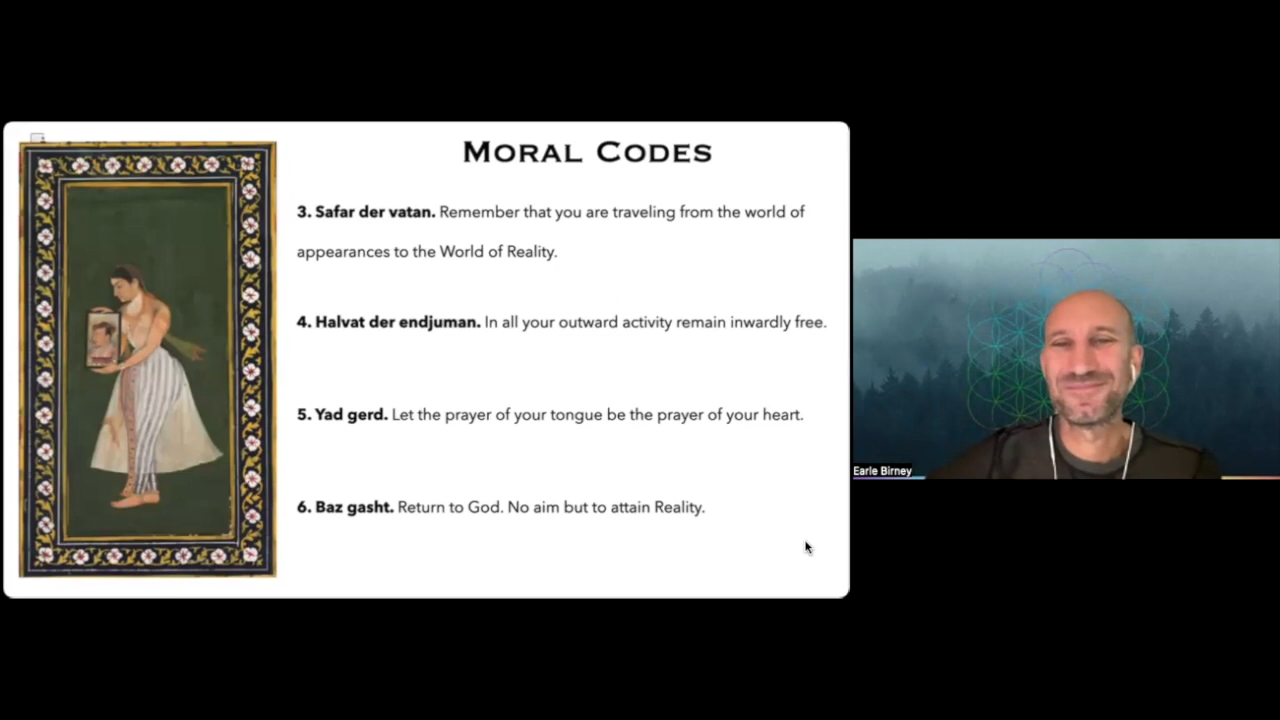 MORAL CODES
3. Safar der vatan. Remember that you are traveling from the world of
appearances to the World of Reality.
4. Halvat der endjuman. In all your outward activity remain inwardly free.
5. Yad gerd. Let the prayer of your tongue be the prayer of your heart.
6. Baz gasht. Return to God. No aim but to attain Reality.
Earle Birney